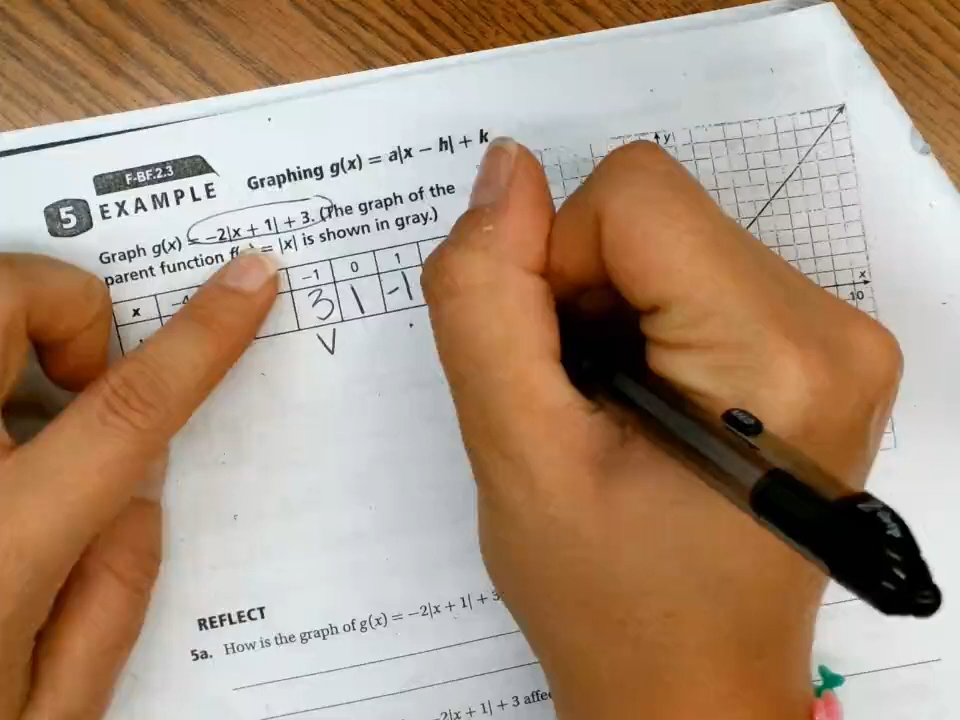 F-BF.2.3
5 EXAMPLE Graphing g(x) = a|x − h| + k
Graph g(x) = −2|x + 1| + 3. (The graph of the
parent function = |x| is shown in gray.)
x −4 −1 0 1
3 1 -1
V
y
x
10
REFLECT
5a. How is the graph of g(x) = −2|x + 1| + 3
−2|x + 1| + 3